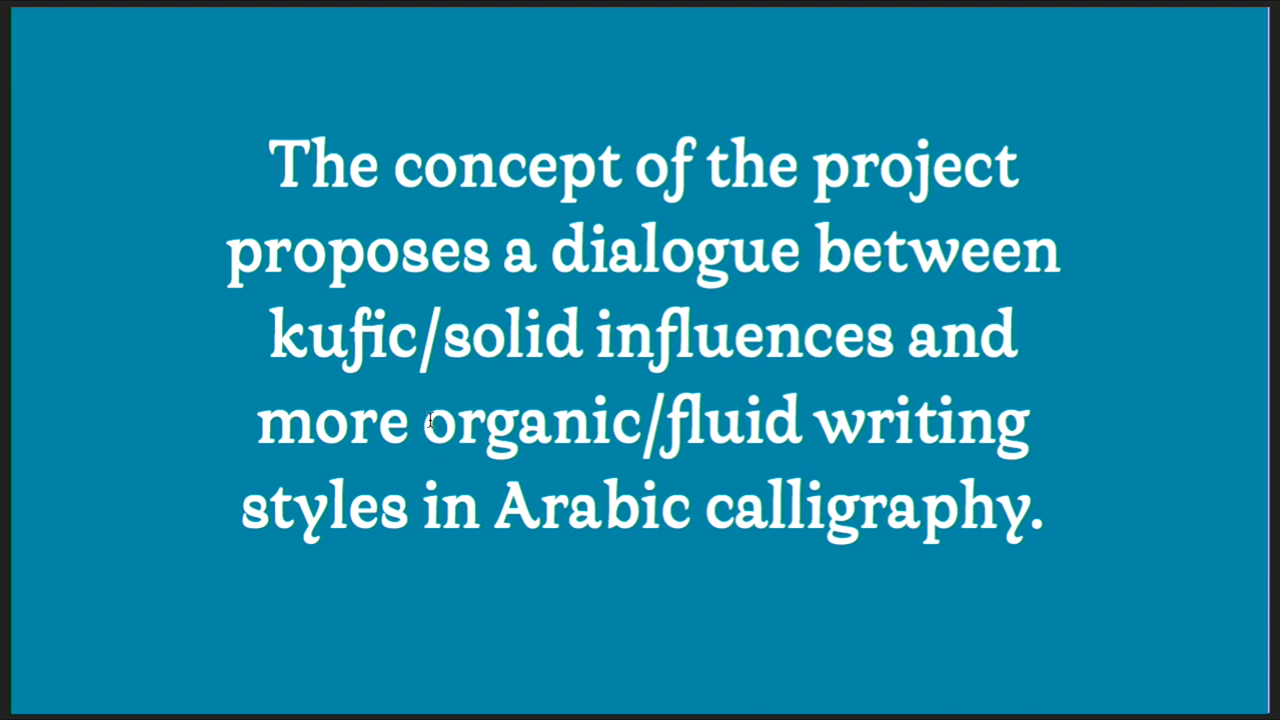 The concept of the project
proposes a dialogue between
kufic/solid influences and
more organic/fluid writing
styles in Arabic calligraphy.